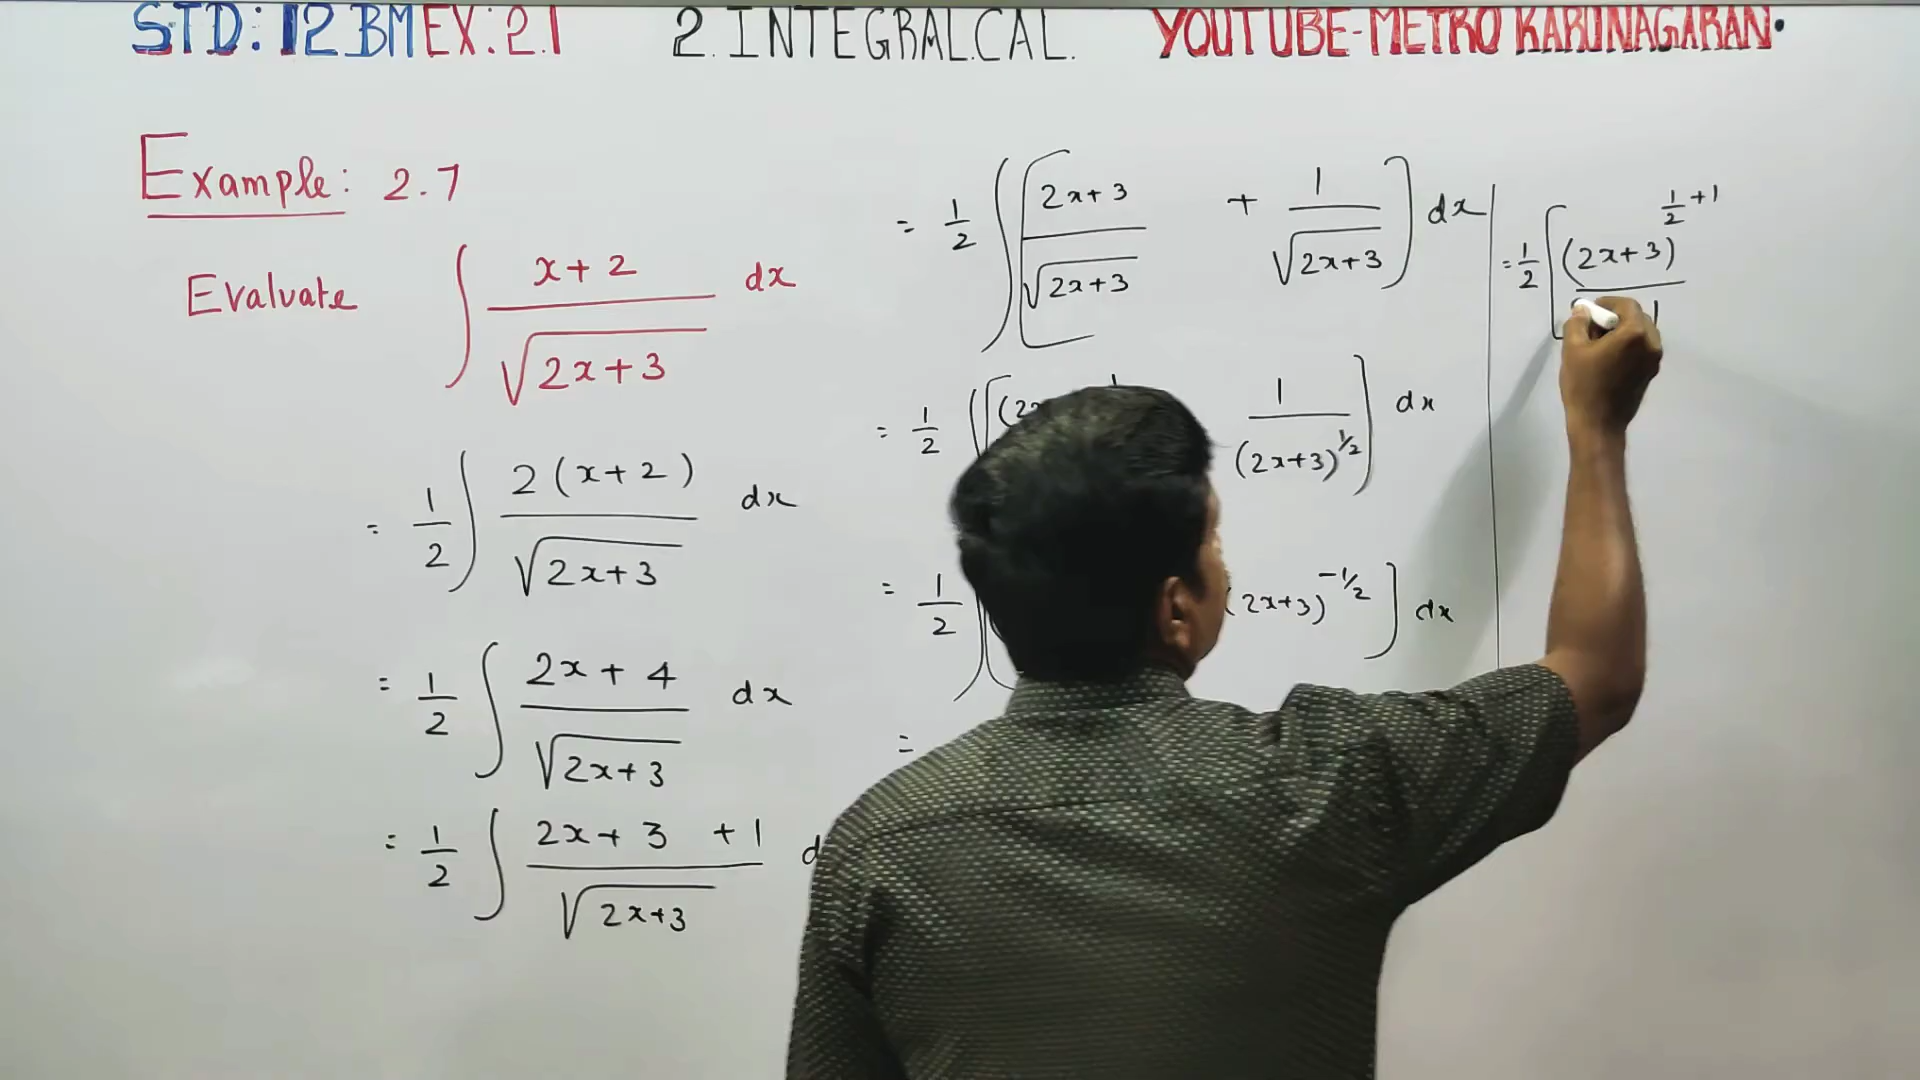 STD: 12 BM EX: 2.1 2. INTEGRAL CAL. YOUTUBE-METRO KARUNAGARAN.
Example: 2.7
Evaluate ∫ x+2 / √2x+3 dx
= 1/2 ∫ 2(x+2) / √2x+3 dx
= 1/2 ∫ 2x+4 / √2x+3 dx
= 1/2 ∫ 2x+3 +1 / √2x+3 d
= 1/2 ∫ [ 2x+3 / √2x+3 + 1 / √2x+3 ] dx
= 1/2 ∫ [ (2x 1 / (2x+3)^1/2 ] dx
= 1/2 ∫ (2x+3)^-1/2 ] dx
=
= 1/2 [ (2x+3)^1/2 +1